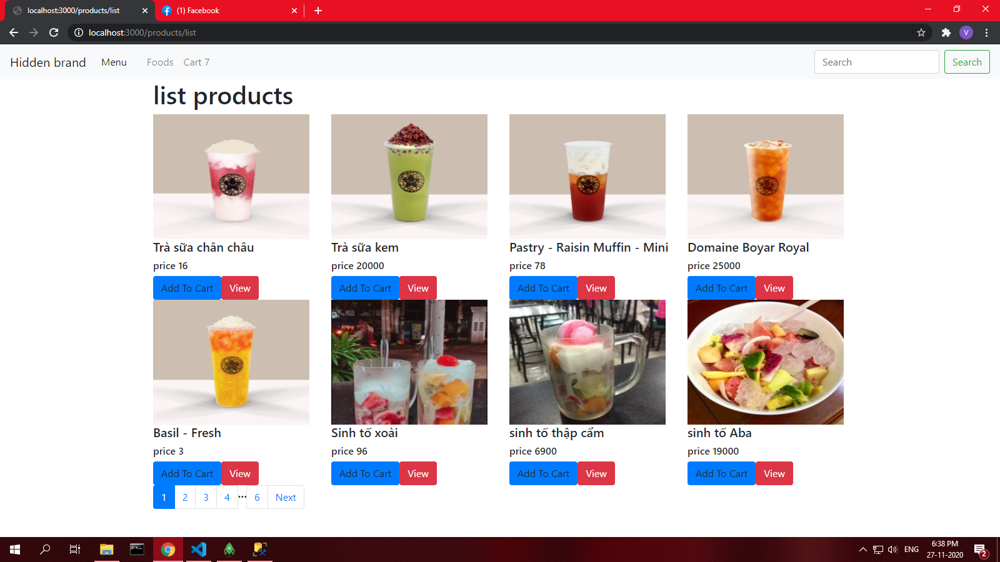 localhost:3000/products/list
(1) Facebook
localhost:3000/products/list
V
Hidden brand Menu Foods Cart 7
Search
Search
list products
Trà sữa chân châu
price 16
Add To Cart View
Trà sữa kem
price 20000
Add To Cart View
Pastry - Raisin Muffin - Mini
price 78
Add To Cart View
Domaine Boyar Royal
price 25000
Add To Cart View
Basil - Fresh
price 3
Add To Cart View
Sinh tố xoài
price 96
Add To Cart View
sinh tố thập cẩm
price 6900
Add To Cart View
sinh tố Aba
price 19000
Add To Cart View
1 2 3 4 ... 6 Next
ENG
6:38 PM
27-11-2020
2